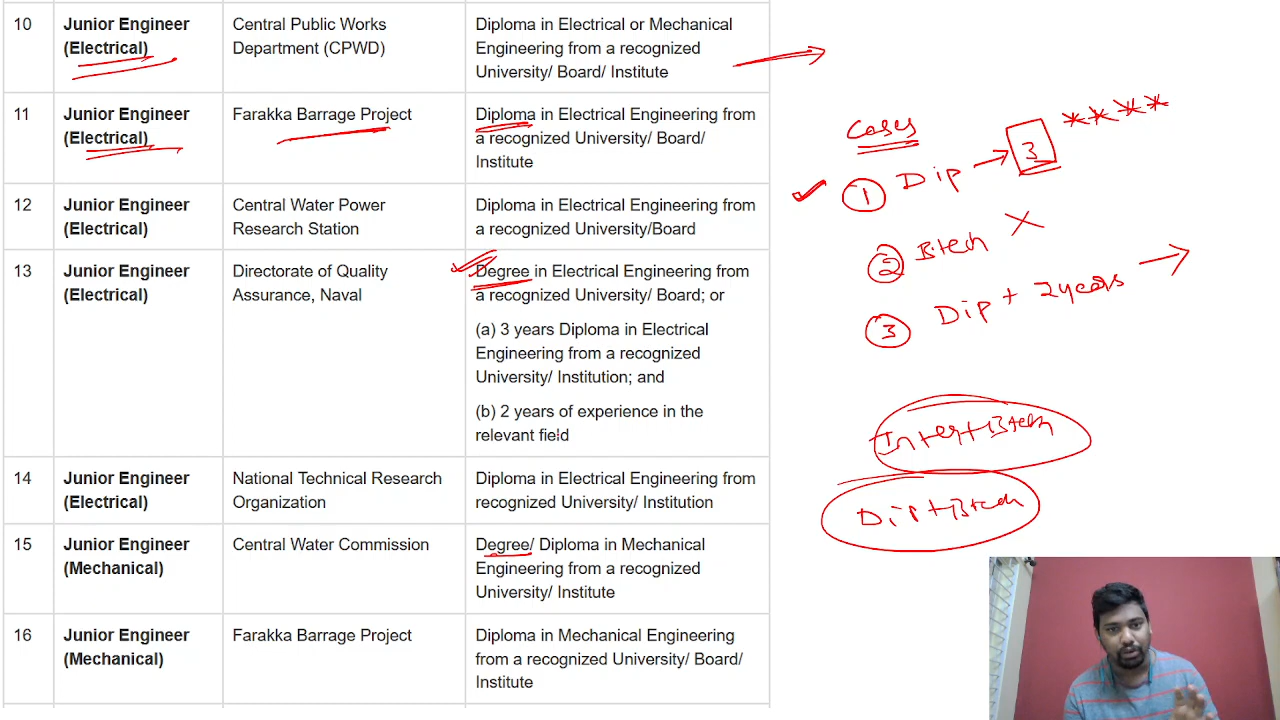 10 Junior Engineer Central Public Works Diploma in Electrical or Mechanical
(Electrical) Department (CPWD) Engineering from a recognized
University/ Board/ Institute
11 Junior Engineer Farakka Barrage Project Diploma in Electrical Engineering from
(Electrical) a recognized University/ Board/
Institute
12 Junior Engineer Central Water Power Diploma in Electrical Engineering from
(Electrical) Research Station a recognized University/Board
13 Junior Engineer Directorate of Quality Degree in Electrical Engineering from
(Electrical) Assurance, Naval a recognized University/ Board; or
(a) 3 years Diploma in Electrical
Engineering from a recognized
University/ Institution; and
(b) 2 years of experience in the
relevant field
14 Junior Engineer National Technical Research Diploma in Electrical Engineering from
(Electrical) Organization recognized University/ Institution
15 Junior Engineer Central Water Commission Degree/ Diploma in Mechanical
(Mechanical) Engineering from a recognized
University/ Institute
16 Junior Engineer Farakka Barrage Project Diploma in Mechanical Engineering
(Mechanical) from a recognized University/ Board/
Institute
Cases
① Dip → 3 ****
② Btech ×
③ Dip + 2 years →
Inter+Btech
Dip+Btech